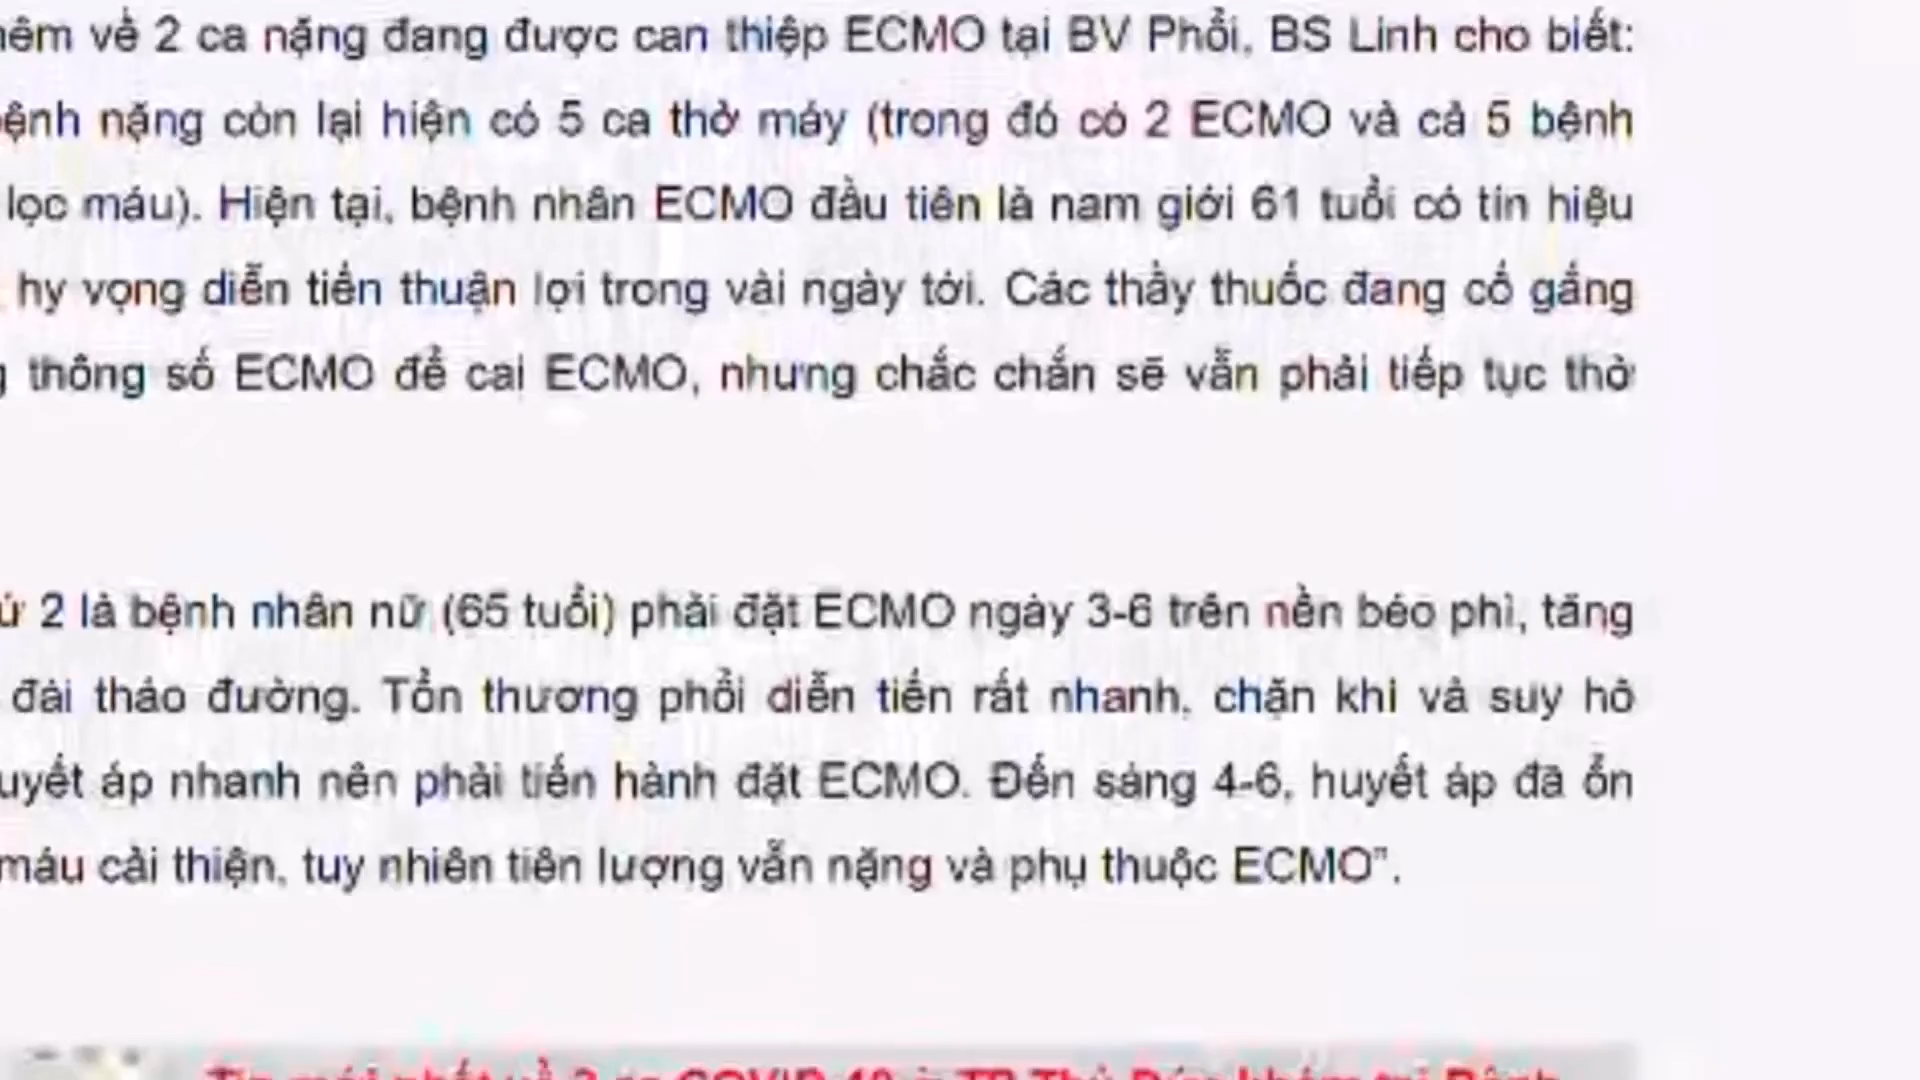 về 2 ca nặng đang được can thiệp ECMO tại BV Phổi, BS Linh cho biết:
nặng còn lại hiện có 5 ca thở máy (trong đó có 2 ECMO và cả 5 bệnh
lọc máu). Hiện tại, bệnh nhân ECMO đầu tiên là nam giới 61 tuổi có tín hiệu
hy vọng diễn tiến thuận lợi trong vài ngày tới. Các thầy thuốc đang cố gắng
thông số ECMO để cai ECMO, nhưng chắc chắn sẽ vẫn phải tiếp tục thở
2 là bệnh nhân nữ (65 tuổi) phải đặt ECMO ngày 3-6 trên nền béo phì, tăng
đái tháo đường. Tổn thương phổi diễn tiến rất nhanh, chặn khí và suy hô
áp nhanh nên phải tiến hành đặt ECMO. Đến sáng 4-6, huyết áp đã ổn
máu cải thiện, tuy nhiên tiên lượng vẫn nặng và phụ thuộc ECMO”.